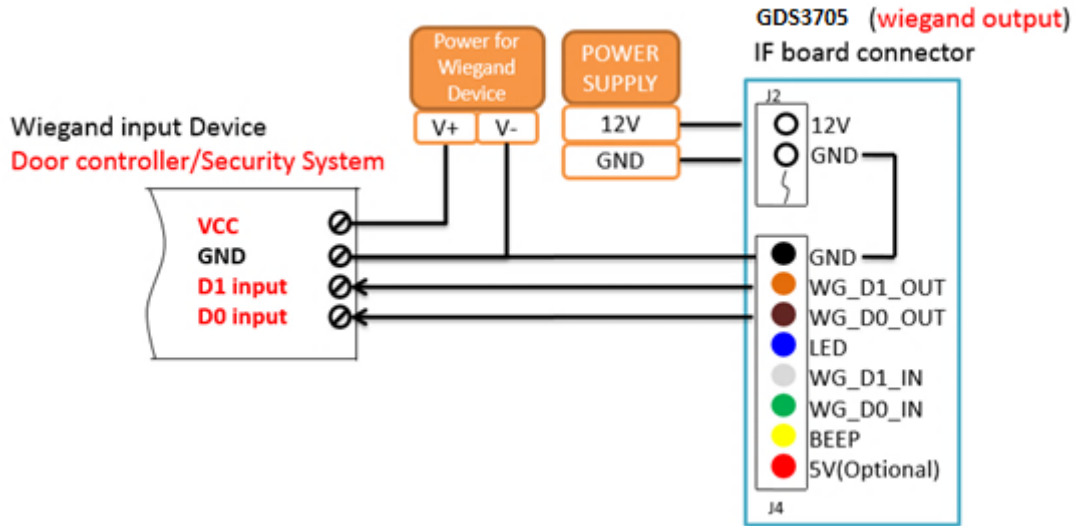 GDS3705 (wiegand output)
IF board connector
Power for
Wiegand
Device
V+ V-
POWER
SUPPLY
12V
GND
J2
12V
GND
Wiegand input Device
Door controller/Security System
VCC
GND
D1 input
D0 input
GND
WG_D1_OUT
WG_D0_OUT
LED
WG_D1_IN
WG_D0_IN
BEEP
5V(Optional)
J4